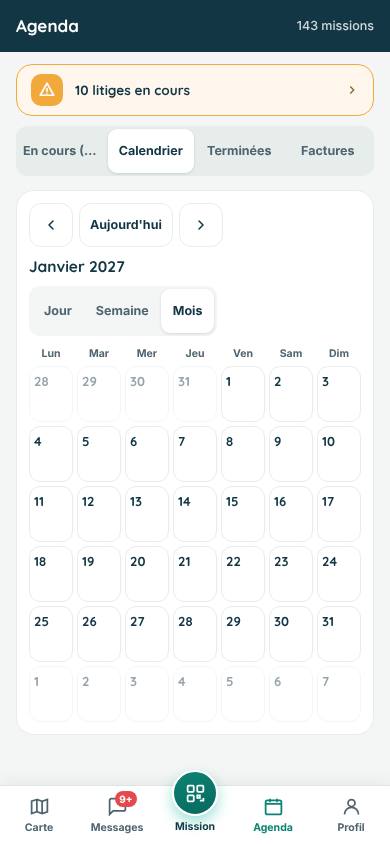 Agenda 143 missions
10 litiges en cours
En cours (... Calendrier Terminées Factures
Aujourd'hui
Janvier 2027
Jour Semaine Mois
Lun Mar Mer Jeu Ven Sam Dim
28 29 30 31 1 2 3
4 5 6 7 8 9 10
11 12 13 14 15 16 17
18 19 20 21 22 23 24
25 26 27 28 29 30 31
1 2 3 4 5 6 7
9+
Carte Messages Mission Agenda Profil